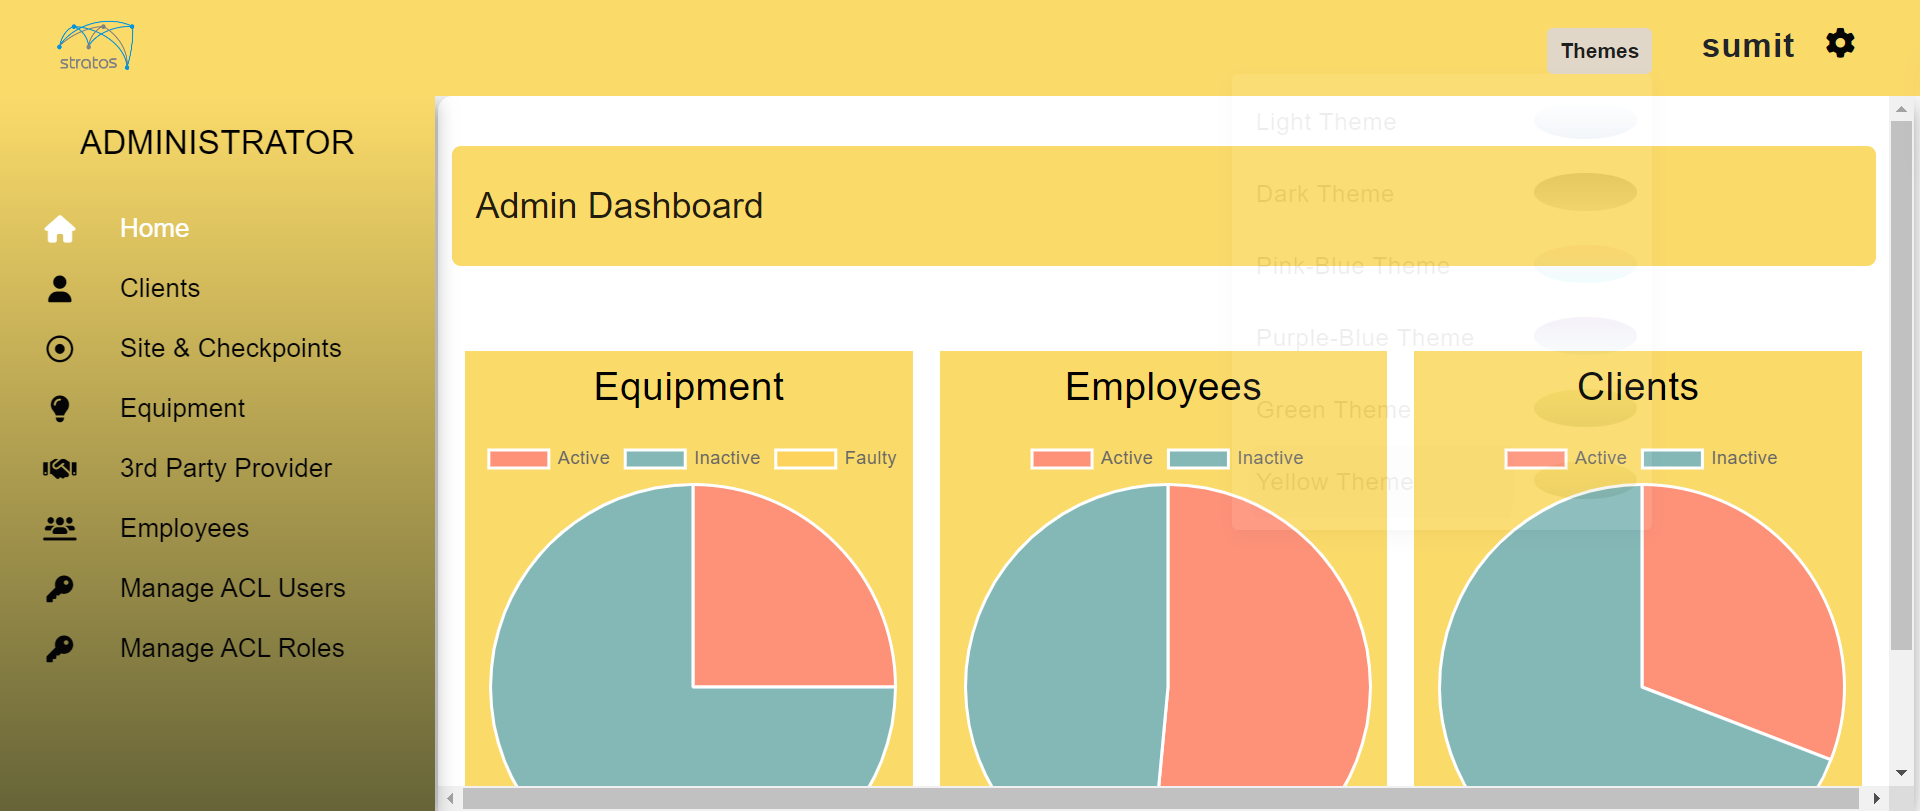 stratos
Themes
sumit
ADMINISTRATOR
Home
Clients
Site & Checkpoints
Equipment
3rd Party Provider
Employees
Manage ACL Users
Manage ACL Roles
Light Theme
Dark Theme
Pink-Blue Theme
Purple-Blue Theme
Green Theme
Yellow Theme
Admin Dashboard
Equipment
Active Inactive Faulty
Employees
Active Inactive
Clients
Active Inactive